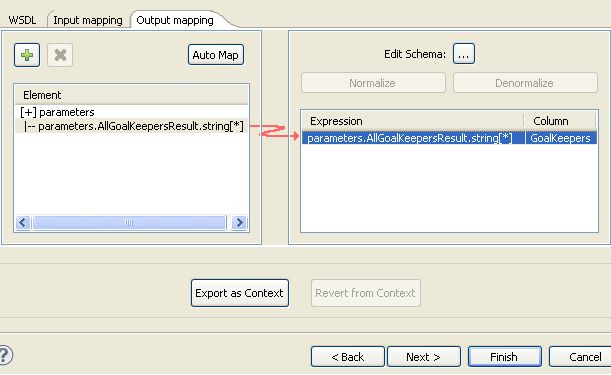 WSDL Input mapping Output mapping
Auto Map
Edit Schema: ...
Normalize Denormalize
Element
[+] parameters
|-- parameters.AllGoalKeepersResult.string[*]
Expression Column
parameters.AllGoalKeepersResult.string[*] GoalKeepers
Export as Context Revert from Context
? < Back Next > Finish Cancel